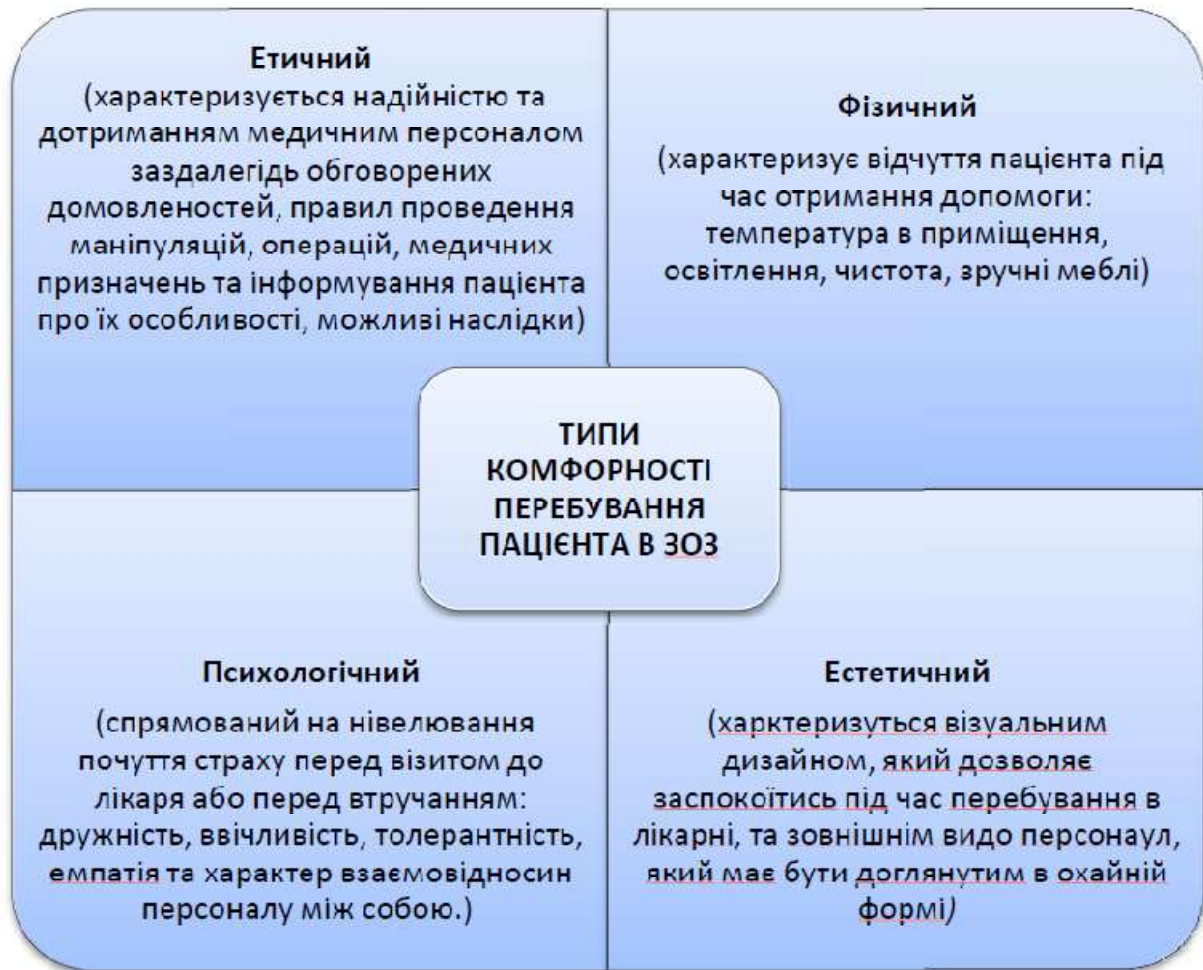 Етичний
(характеризується надійністю та
дотриманням медичним персоналом
заздалегідь обговорених
домовленостей, правил проведення
маніпуляцій, операцій, медичних
призначень та інформування пацієнта
про їх особливості, можливі наслідки)
Фізичний
(характеризує відчуття пацієнта під
час отримання допомоги:
температура в приміщення,
освітлення, чистота, зручні меблі)
ТИПИ
КОМФОРНОСТІ
ПЕРЕБУВАННЯ
ПАЦІЄНТА В ЗОЗ
Психологічний
(спрямований на нівелювання
почуття страху перед візитом до
лікаря або перед втручанням:
дружність, ввічливість, толерантність,
емпатія та характер взаємовідносин
персоналу між собою.)
Естетичний
(харктеризуться візуальним
дизайном, який дозволяє
заспокоїтись під час перебування в
лікарні, та зовнішнім видо персонаул,
який має бути доглянутим в охайній
формі)